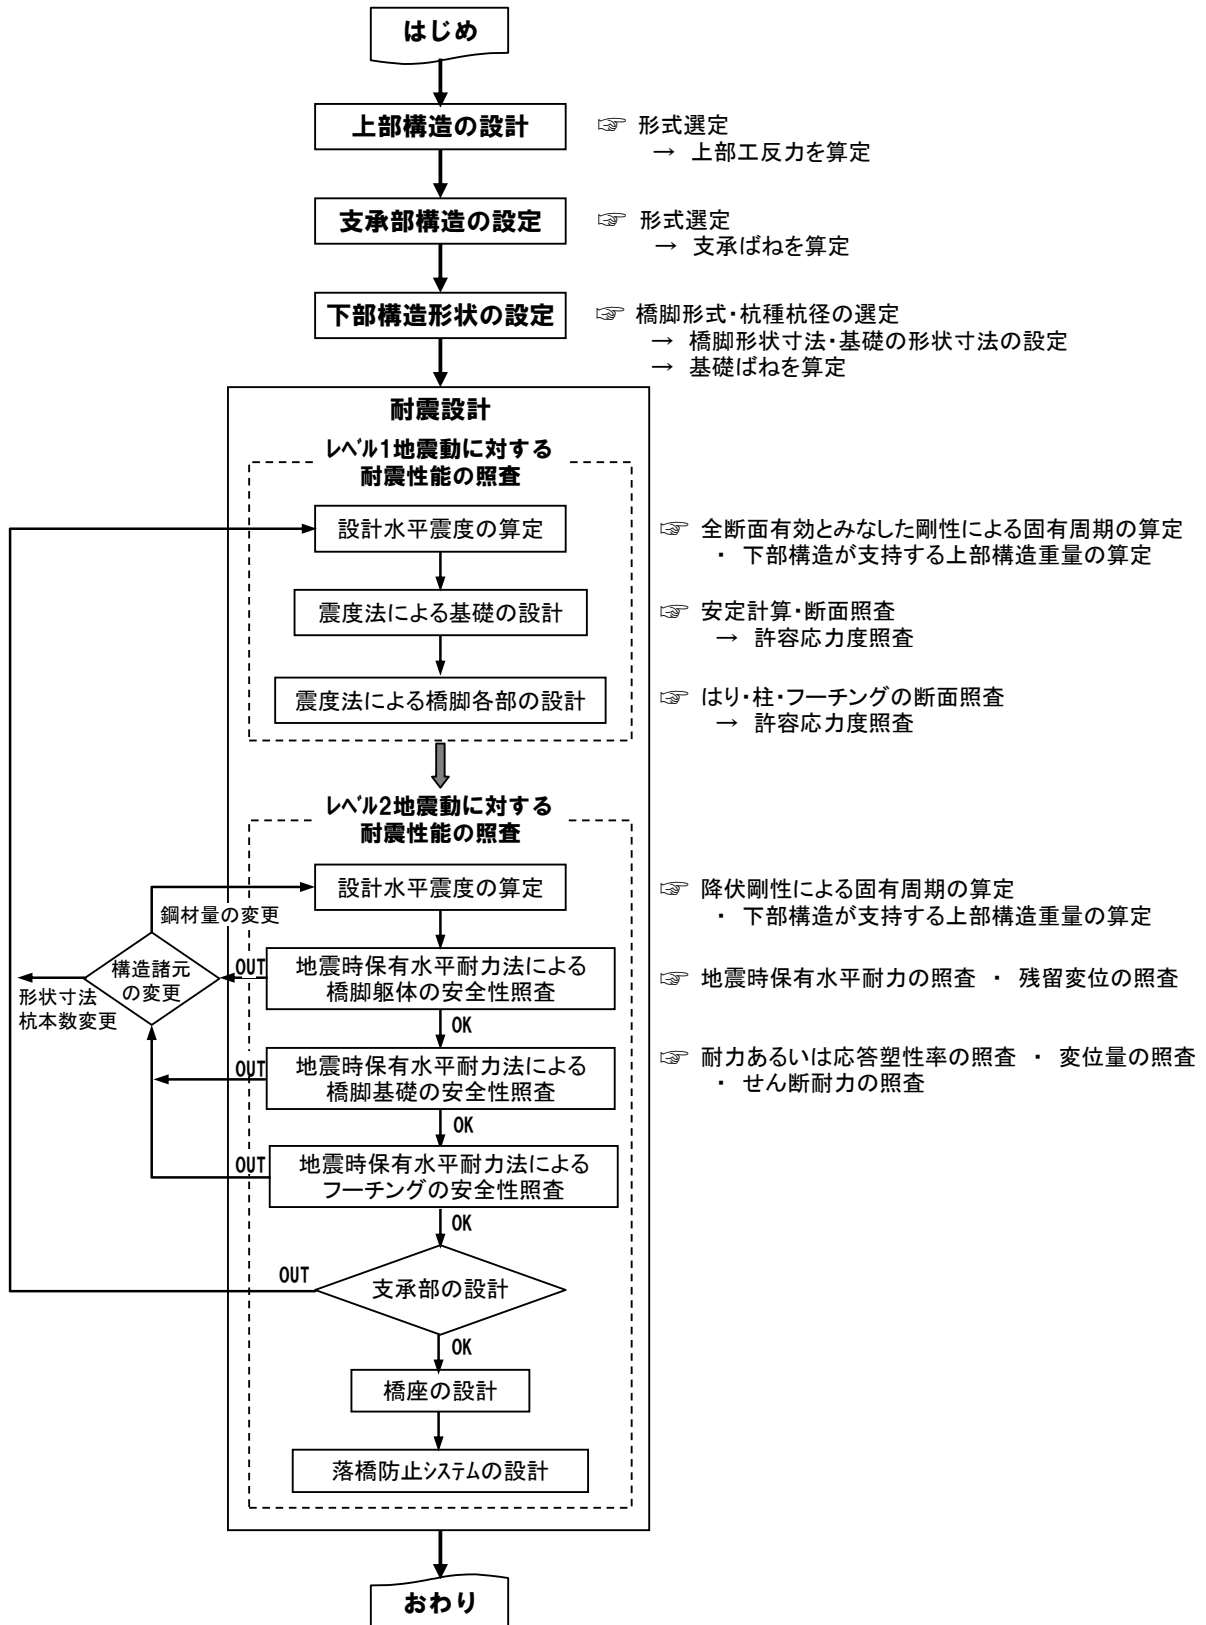 はじめ
上部構造の設計
☞ 形式選定
→ 上部工反力を算定
支承部構造の設定
☞ 形式選定
→ 支承ばねを算定
下部構造形状の設定
☞ 橋脚形式・杭種杭径の選定
→ 橋脚形状寸法・基礎の形状寸法の設定
→ 基礎ばねを算定
耐震設計
レベル1地震動に対する
耐震性能の照査
設計水平震度の算定
☞ 全断面有効とみなした剛性による固有周期の算定
・ 下部構造が支持する上部構造重量の算定
震度法による基礎の設計
☞ 安定計算・断面照査
→ 許容応力度照査
震度法による橋脚各部の設計
☞ はり・柱・フーチングの断面照査
→ 許容応力度照査
レベル2地震動に対する
耐震性能の照査
設計水平震度の算定
☞ 降伏剛性による固有周期の算定
・ 下部構造が支持する上部構造重量の算定
鋼材量の変更
構造諸元
の変更
形状寸法
杭本数変更
OUT
地震時保有水平耐力法による
橋脚躯体の安全性照査
☞ 地震時保有水平耐力の照査 ・ 残留変位の照査
OK
OUT
地震時保有水平耐力法による
橋脚基礎の安全性照査
☞ 耐力あるいは応答塑性率の照査 ・ 変位量の照査
・ せん断耐力の照査
OK
OUT
地震時保有水平耐力法による
フーチングの安全性照査
OK
OUT
支承部の設計
OK
橋座の設計
落橋防止システムの設計
おわり